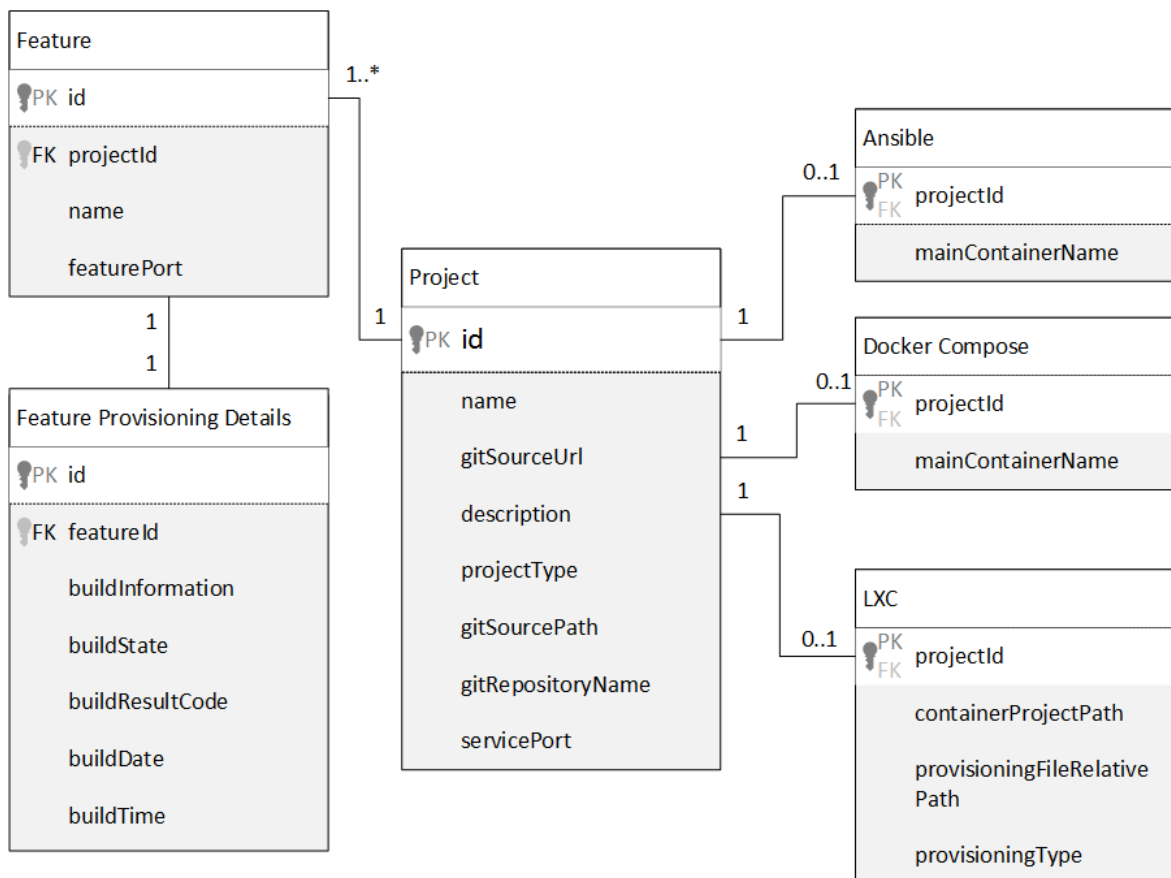 Feature
PK id
FK projectId
name
featurePort
1..*
1
1
1
Feature Provisioning Details
PK id
FK featureId
buildInformation
buildState
buildResultCode
buildDate
buildTime
Project
PK id
name
gitSourceUrl
description
projectType
gitSourcePath
gitRepositoryName
servicePort
1
0..1
1
0..1
1
0..1
Ansible
PK
FK
projectId
mainContainerName
Docker Compose
PK
FK
projectId
mainContainerName
LXC
PK
FK
projectId
containerProjectPath
provisioningFileRelative
Path
provisioningType